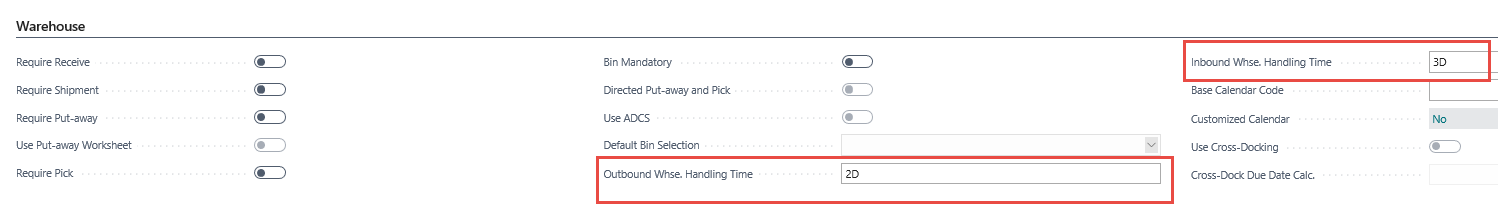 Warehouse
Require Receive
Require Shipment
Require Put-away
Use Put-away Worksheet
Require Pick
Bin Mandatory
Directed Put-away and Pick
Use ADCS
Default Bin Selection
Outbound Whse. Handling Time 2D
Inbound Whse. Handling Time 3D
Base Calendar Code
Customized Calendar No
Use Cross-Docking
Cross-Dock Due Date Calc.